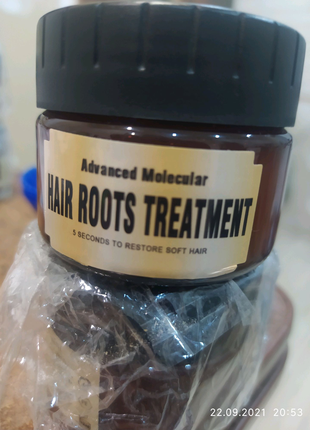 Advanced Molecular
HAIR ROOTS TREATMENT
5 SECONDS TO RESTORE SOFT HAIR
22.09.2021 20:53